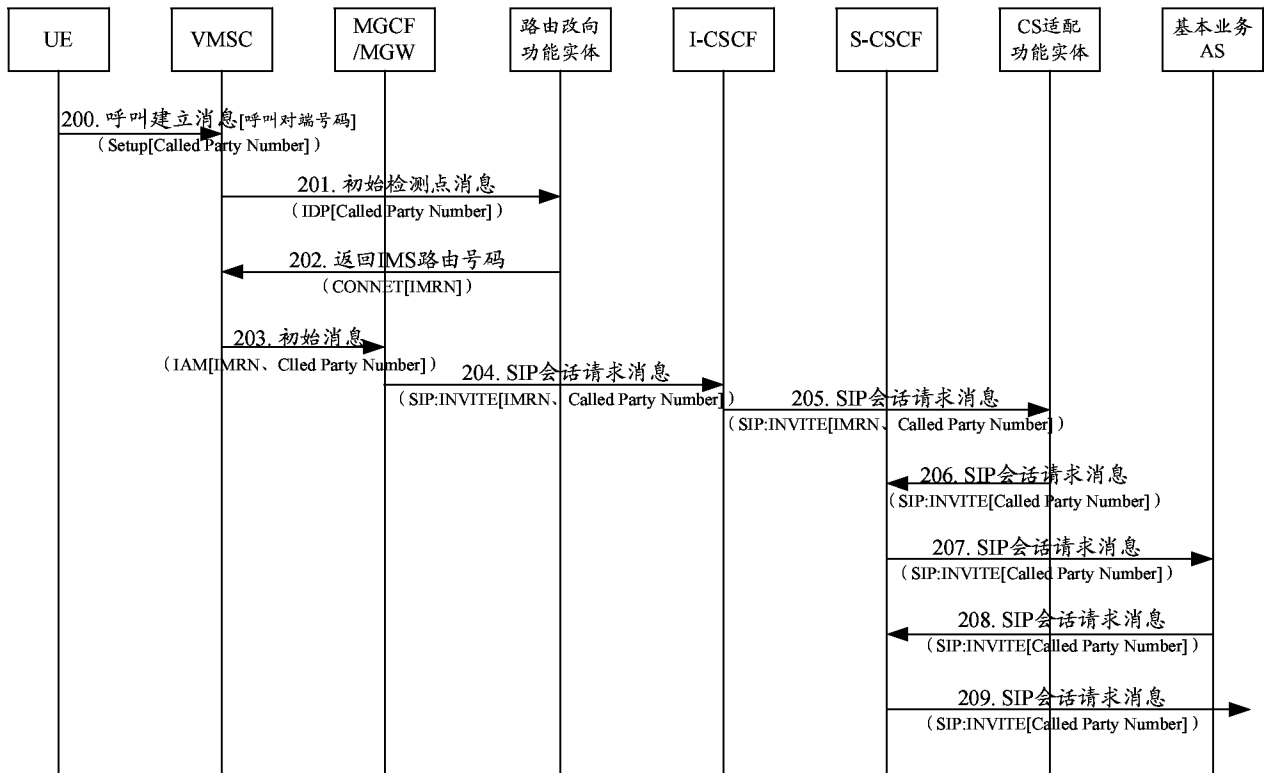 UE
VMSC
MGCF
/MGW
路由改向
功能实体
I-CSCF
S-CSCF
CS适配
功能实体
基本业务
AS
200. 呼叫建立消息[呼叫对端号码]
（Setup[Called Party Number]）
201. 初始检测点消息
（IDP[Called Party Number]）
202. 返回IMS路由号码
（CONNET[IMRN]）
203. 初始消息
（IAM[IMRN、Clled Party Number]）
204. SIP会话请求消息
（SIP:INVITE[IMRN、Called Party Number]）
205. SIP会话请求消息
（SIP:INVITE[IMRN、Called Party Number]）
206. SIP会话请求消息
（SIP:INVITE[Called Party Number]）
207. SIP会话请求消息
（SIP:INVITE[Called Party Number]）
208. SIP会话请求消息
（SIP:INVITE[Called Party Number]）
209. SIP会话请求消息
（SIP:INVITE[Called Party Number]）